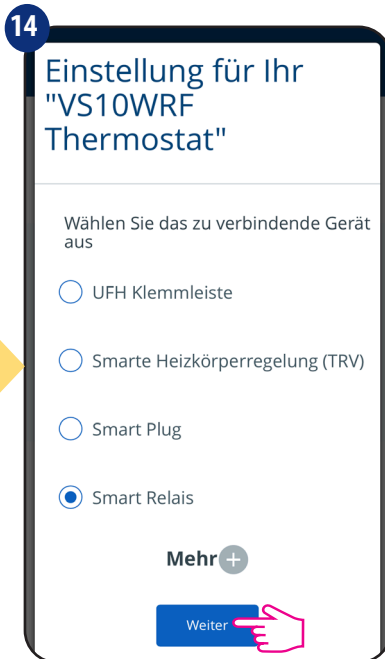 14
Einstellung für Ihr
"VS10WRF
Thermostat"
Wählen Sie das zu verbindende Gerät
aus
UFH Klemmleiste
Smarte Heizkörperregelung (TRV)
Smart Plug
Smart Relais
Mehr +
Weiter